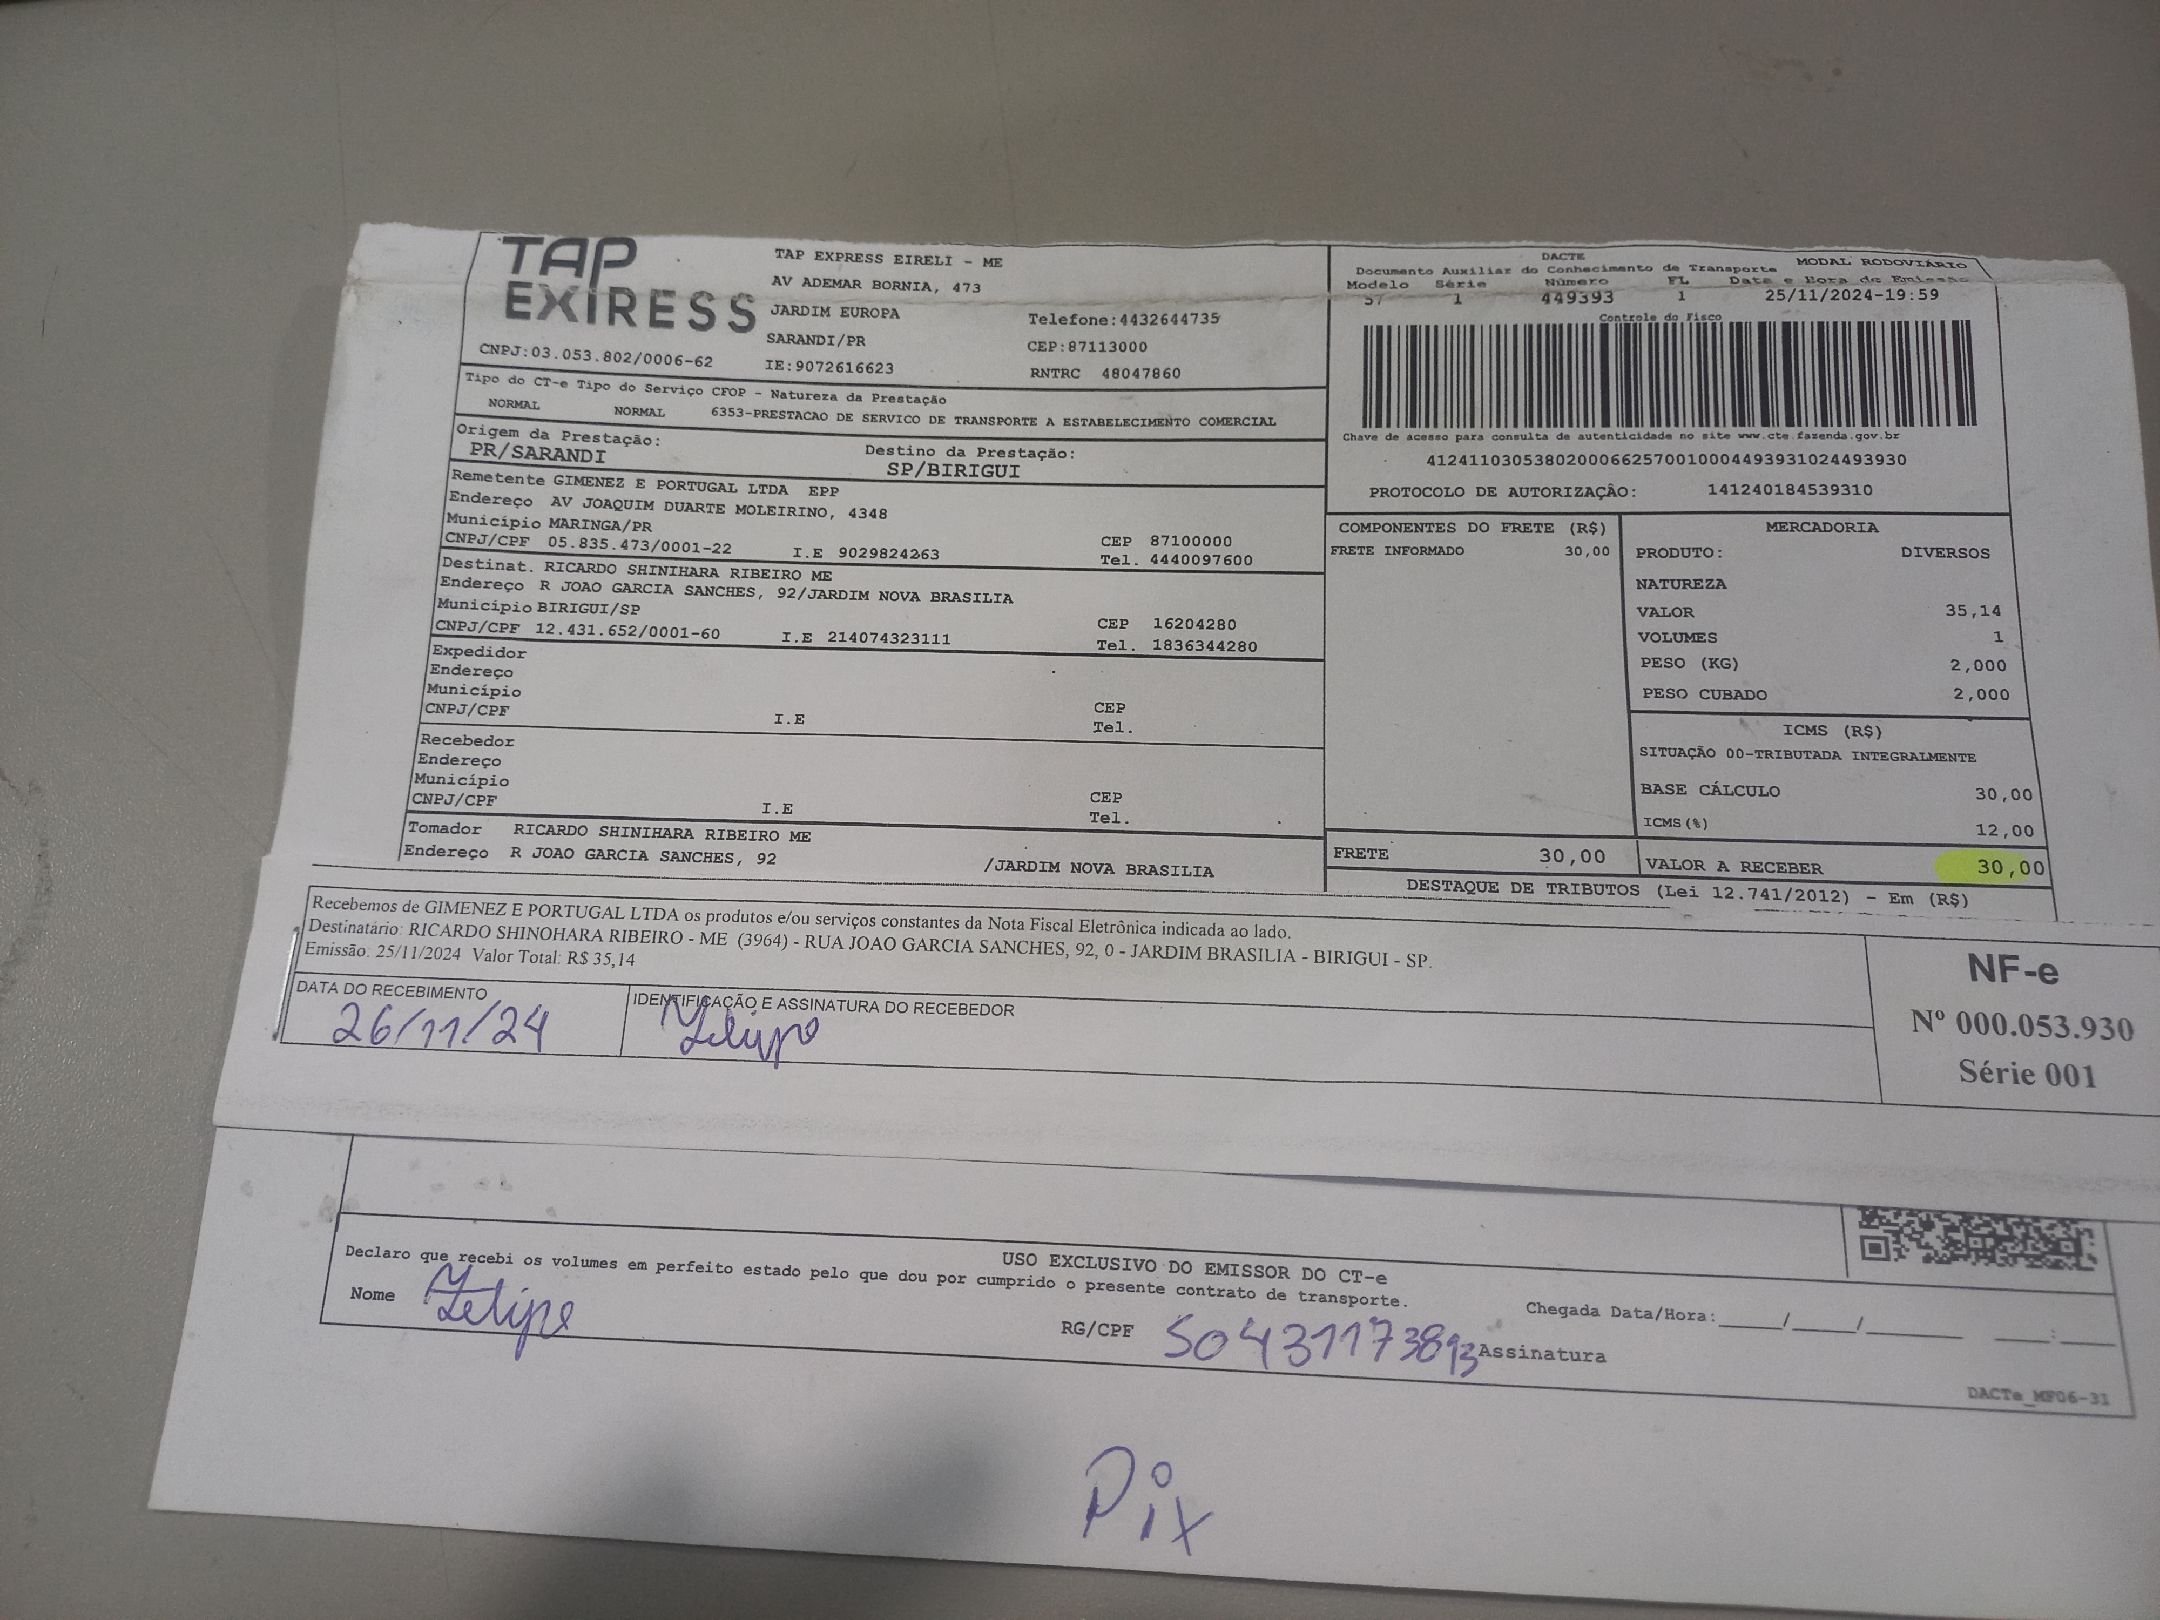 TAP
EXPRESS
CNPJ:03.053.802/0006-62
TAP EXPRESS EIRELI - ME
AV ADEMAR BORNIA, 473
JARDIM EUROPA
SARANDI/PR
IE:9072616623
Telefone:4432644735
CEP:87113000
RNTRC 48047860
DACTE
MODAL RODOVIÁRIO
Documento Auxiliar do Conhecimento de Transporte
Modelo Série Número FL Data e Hora de Emissão
57 1 449393 1 25/11/2024-19:59
Controle do Fisco
Chave de acesso para consulta de autenticidade no site www.cte.fazenda.gov.br
41241103053802000662570010004493931024493930
PROTOCOLO DE AUTORIZAÇÃO: 141240184539310
Tipo do CT-e Tipo do Serviço CFOP - Natureza da Prestação
NORMAL NORMAL 6353-PRESTACAO DE SERVICO DE TRANSPORTE A ESTABELECIMENTO COMERCIAL
Origem da Prestação: Destino da Prestação:
PR/SARANDI SP/BIRIGUI
Remetente GIMENEZ E PORTUGAL LTDA EPP
Endereço AV JOAQUIM DUARTE MOLEIRINO, 4348
Município MARINGA/PR CEP 87100000
CNPJ/CPF 05.835.473/0001-22 I.E 9029824263 Tel. 4440097600
Destinat. RICARDO SHINIHARA RIBEIRO ME
Endereço R JOAO GARCIA SANCHES, 92/JARDIM NOVA BRASILIA
Município BIRIGUI/SP CEP 16204280
CNPJ/CPF 12.431.652/0001-60 I.E 214074323111 Tel. 1836344280
Expedidor
Endereço
Município CEP
CNPJ/CPF I.E Tel.
Recebedor
Endereço
Município CEP
CNPJ/CPF I.E Tel.
Tomador RICARDO SHINIHARA RIBEIRO ME
Endereço R JOAO GARCIA SANCHES, 92 /JARDIM NOVA BRASILIA
COMPONENTES DO FRETE (R$)
FRETE INFORMADO 30,00
MERCADORIA
PRODUTO: DIVERSOS
NATUREZA
VALOR 35,14
VOLUMES 1
PESO (KG) 2,000
PESO CUBADO 2,000
ICMS (R$)
SITUAÇÃO 00-TRIBUTADA INTEGRALMENTE
BASE CÁLCULO 30,00
ICMS(%) 12,00
FRETE 30,00 VALOR A RECEBER 30,00
DESTAQUE DE TRIBUTOS (Lei 12.741/2012) - Em (R$)
Recebemos de GIMENEZ E PORTUGAL LTDA os produtos e/ou serviços constantes da Nota Fiscal Eletrônica indicada ao lado.
Destinatário: RICARDO SHINOHARA RIBEIRO - ME (3964) - RUA JOAO GARCIA SANCHES, 92, 0 - JARDIM BRASILIA - BIRIGUI - SP.
Emissão: 25/11/2024 Valor Total: R$ 35,14
DATA DO RECEBIMENTO IDENTIFICAÇÃO E ASSINATURA DO RECEBEDOR
26/11/24 Felipe
NF-e
Nº 000.053.930
Série 001
USO EXCLUSIVO DO EMISSOR DO CT-e
Declaro que recebi os volumes em perfeito estado pelo que dou por cumprido o presente contrato de transporte.
Nome Felipe RG/CPF 50431173893 Assinatura
Chegada Data/Hora:_____/_____/_______ ____:____
DACTe_MF06-31
Pix